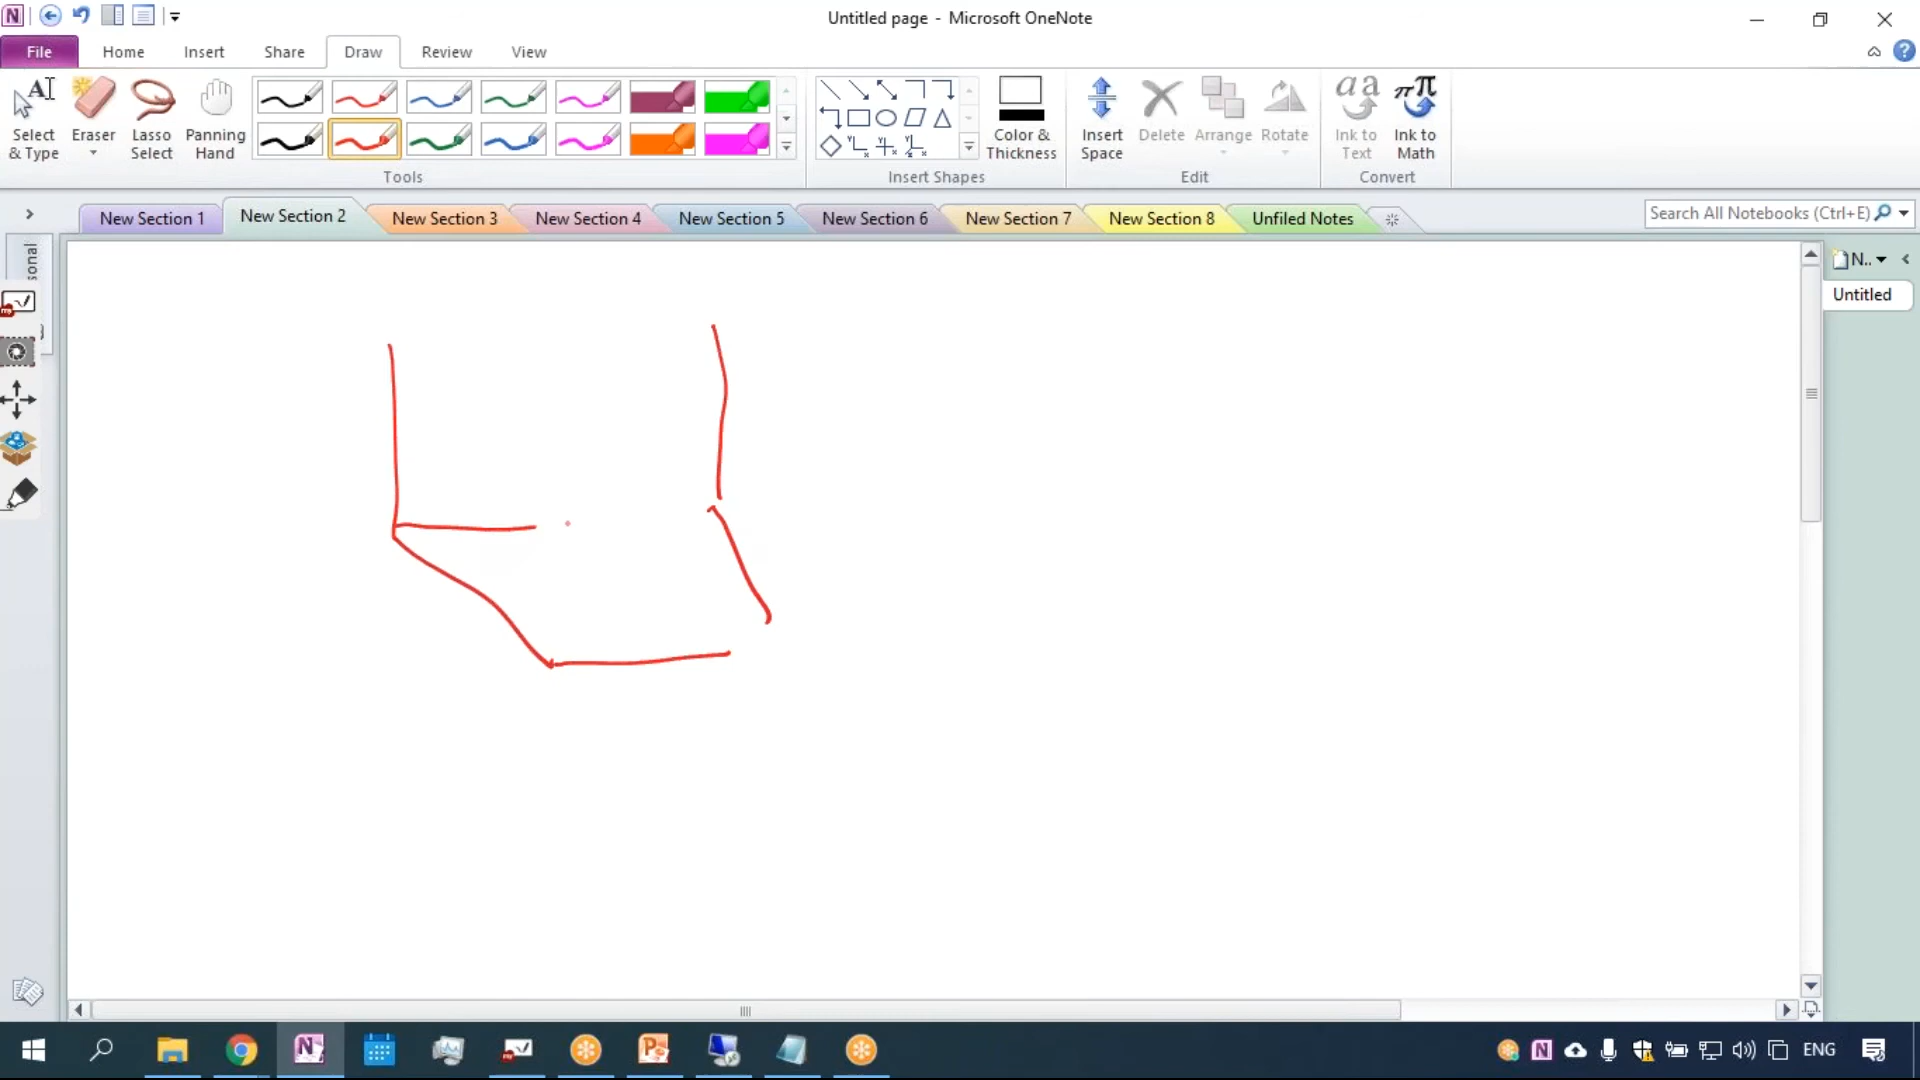 Untitled page - Microsoft OneNote
File Home Insert Share Draw Review View
Select & Type
Eraser
Lasso Select
Panning Hand
Color & Thickness
Insert Space
Delete
Arrange
Rotate
Ink to Text
Ink to Math
Tools
Insert Shapes
Edit
Convert
New Section 1 New Section 2 New Section 3 New Section 4 New Section 5 New Section 6 New Section 7 New Section 8 Unfiled Notes
Search All Notebooks (Ctrl+E)
N..
Untitled
sonal
ENG